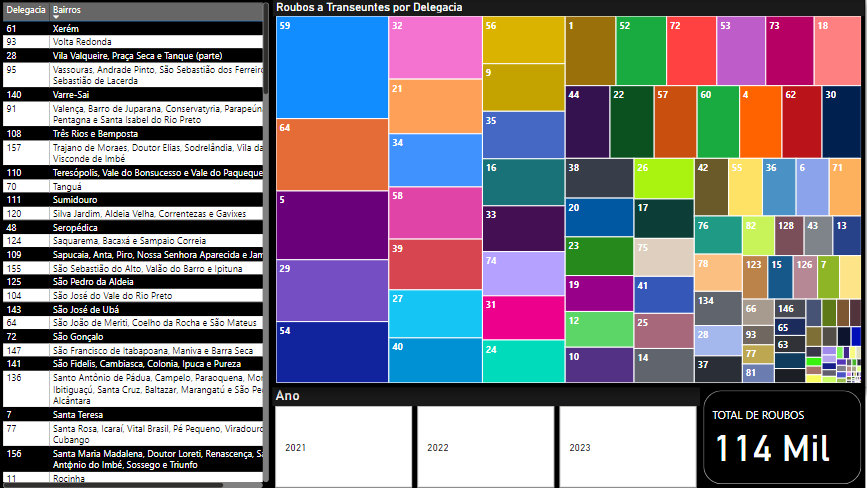 Delegacia Bairros
61 Xerém
93 Volta Redonda
28 Vila Valqueire, Praça Seca e Tanque (parte)
95 Vassouras, Andrade Pinto, São Sebastião dos Ferreiro
Sebastião de Lacerda
140 Varre-Sai
91 Valença, Barro de Juparana, Conservatyria, Parapeúna
Pentagna e Santa Isabel do Rio Preto
108 Três Rios e Bemposta
157 Trajano de Moraes, Doutor Elias, Sodrelândia, Vila da
Visconde de Imbé
110 Teresópolis, Vale do Bonsucesso e Vale do Paqueque
70 Tanguá
111 Sumidouro
120 Silva Jardim, Aldeia Velha, Correntezas e Gavixes
48 Seropédica
124 Saquarema, Bacaxá e Sampaio Correia
109 Sapucaia, Anta, Piro, Nossa Senhora Aparecida e Jam
155 São Sebastião do Alto, Valão do Barro e Ipituna
125 São Pedro da Aldeia
104 São José do Vale do Rio Preto
143 São José de Ubá
64 São João de Meriti, Coelho da Rocha e São Mateus
72 São Gonçalo
147 São Francisco de Itabapoana, Maniva e Barra Seca
141 São Fidelis, Cambiasca, Colonia, Ipuca e Pureza
136 Santo Antônio de Pádua, Campelo, Paraoquena, Mon
Ibitiguaçu, Santa Cruz, Baltazar, Marangatú e São Pe
Alcântara
7 Santa Teresa
77 Santa Rosa, Icaraí, Vital Brasil, Pé Pequeno, Viradouro
Cubango
156 Santa Maria Madalena, Doutor Loreti, Renascença, Sa
Antônio do Imbé, Sossego e Triunfo
11 Rocinha
Roubos a Transeuntes por Delegacia
59 32 56 1 52 72 53 73 18
9
21 44 22 57 60 4 62 30
35
64 34
16 38 26 42 55 36 6 71
5 58
20 17
33 76 82 128 43 13
39 23 75
74 78 123 15 126 7
29 19 41
27 31 134 66 146
12 25 65
54 28 93
40 24 63
10 14 37 77
81
Ano
2021 2022 2023
TOTAL DE ROUBOS
114 Mil